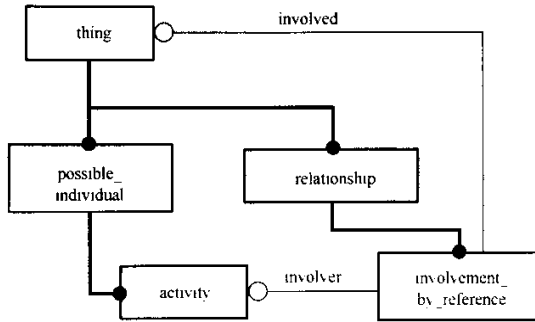 involved
thing
possible_
individual
relationship
involver
activity
involvement_
by_reference